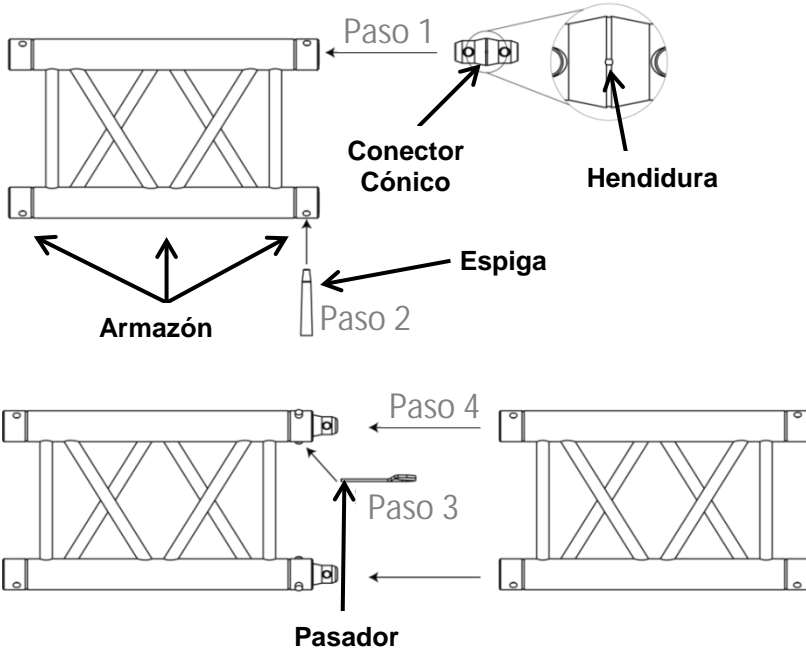 Paso 1
Conector
Cónico
Hendidura
Espiga
Armazón
Paso 2
Paso 4
Paso 3
Pasador